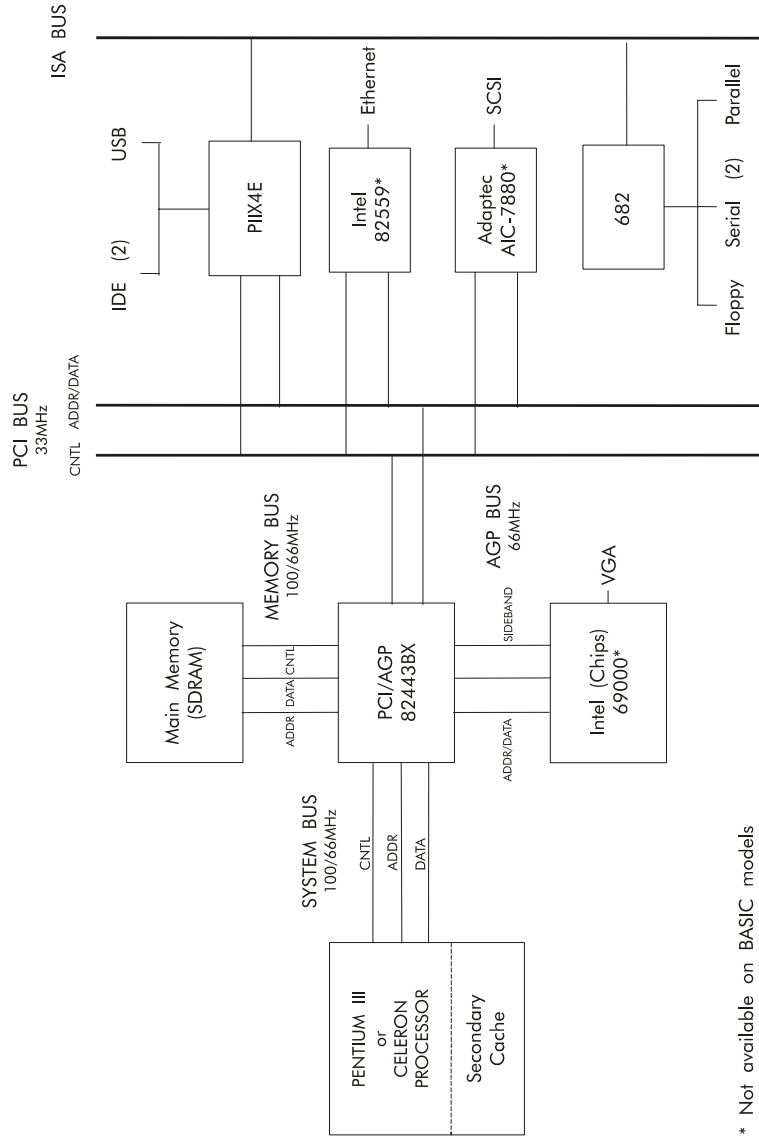 PENTIUM III
or
CELERON
PROCESSOR
Secondary
Cache
SYSTEM BUS
100/66MHz
CNTL
ADDR
DATA
Main Memory
(SDRAM)
ADDR DATA CNTL
MEMORY BUS
100/66MHz
PCI/AGP
82443BX
ADDR/DATA
SIDEBAND
AGP BUS
66MHz
Intel (Chips)
69000*
VGA
PCI BUS
33MHz
CNTL ADDR/DATA
IDE (2) USB
PIIX4E
Intel
82559*
Ethernet
Adaptec
AIC-7880*
SCSI
682
Floppy Serial (2) Parallel
ISA BUS
* Not available on BASIC models